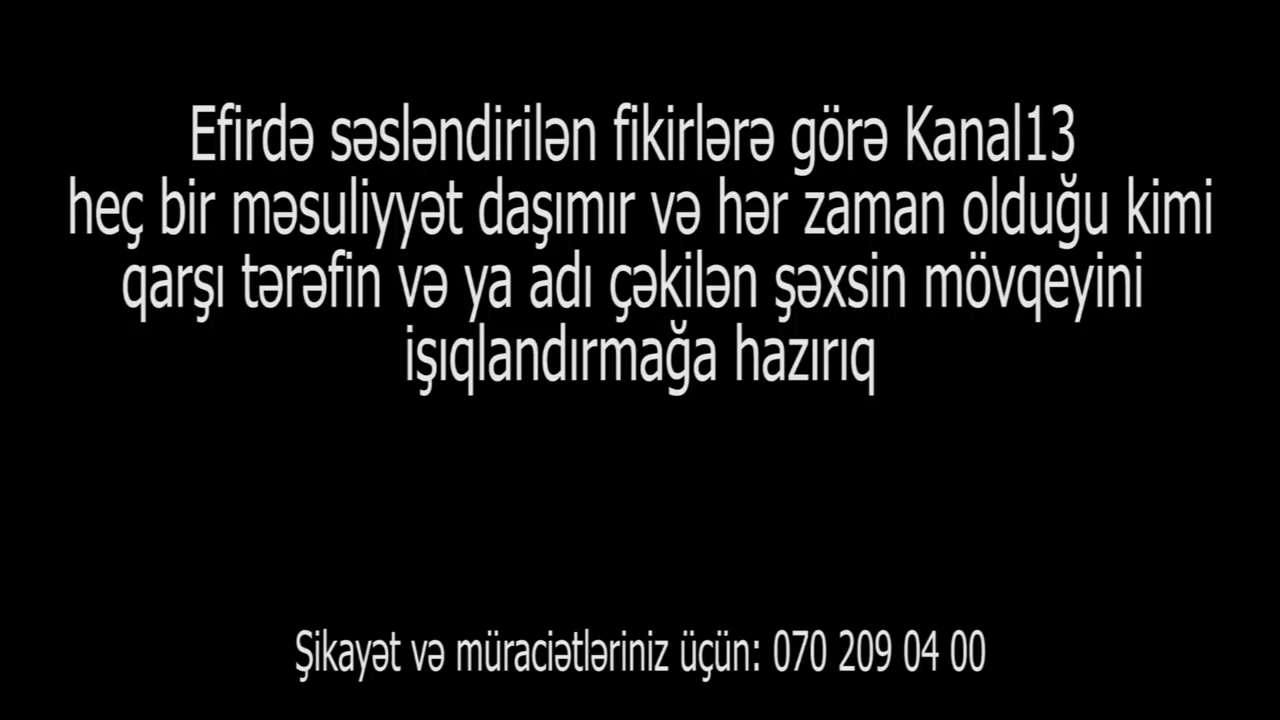 Efirdə səsləndirilən fikirlərə görə Kanal13
heç bir məsuliyyət daşımır və hər zaman olduğu kimi
qarşı tərəfin və ya adı çəkilən şəxsin mövqeyini
işıqlandırmağa hazırıq
Şikayət və müraciətləriniz üçün: 070 209 04 00